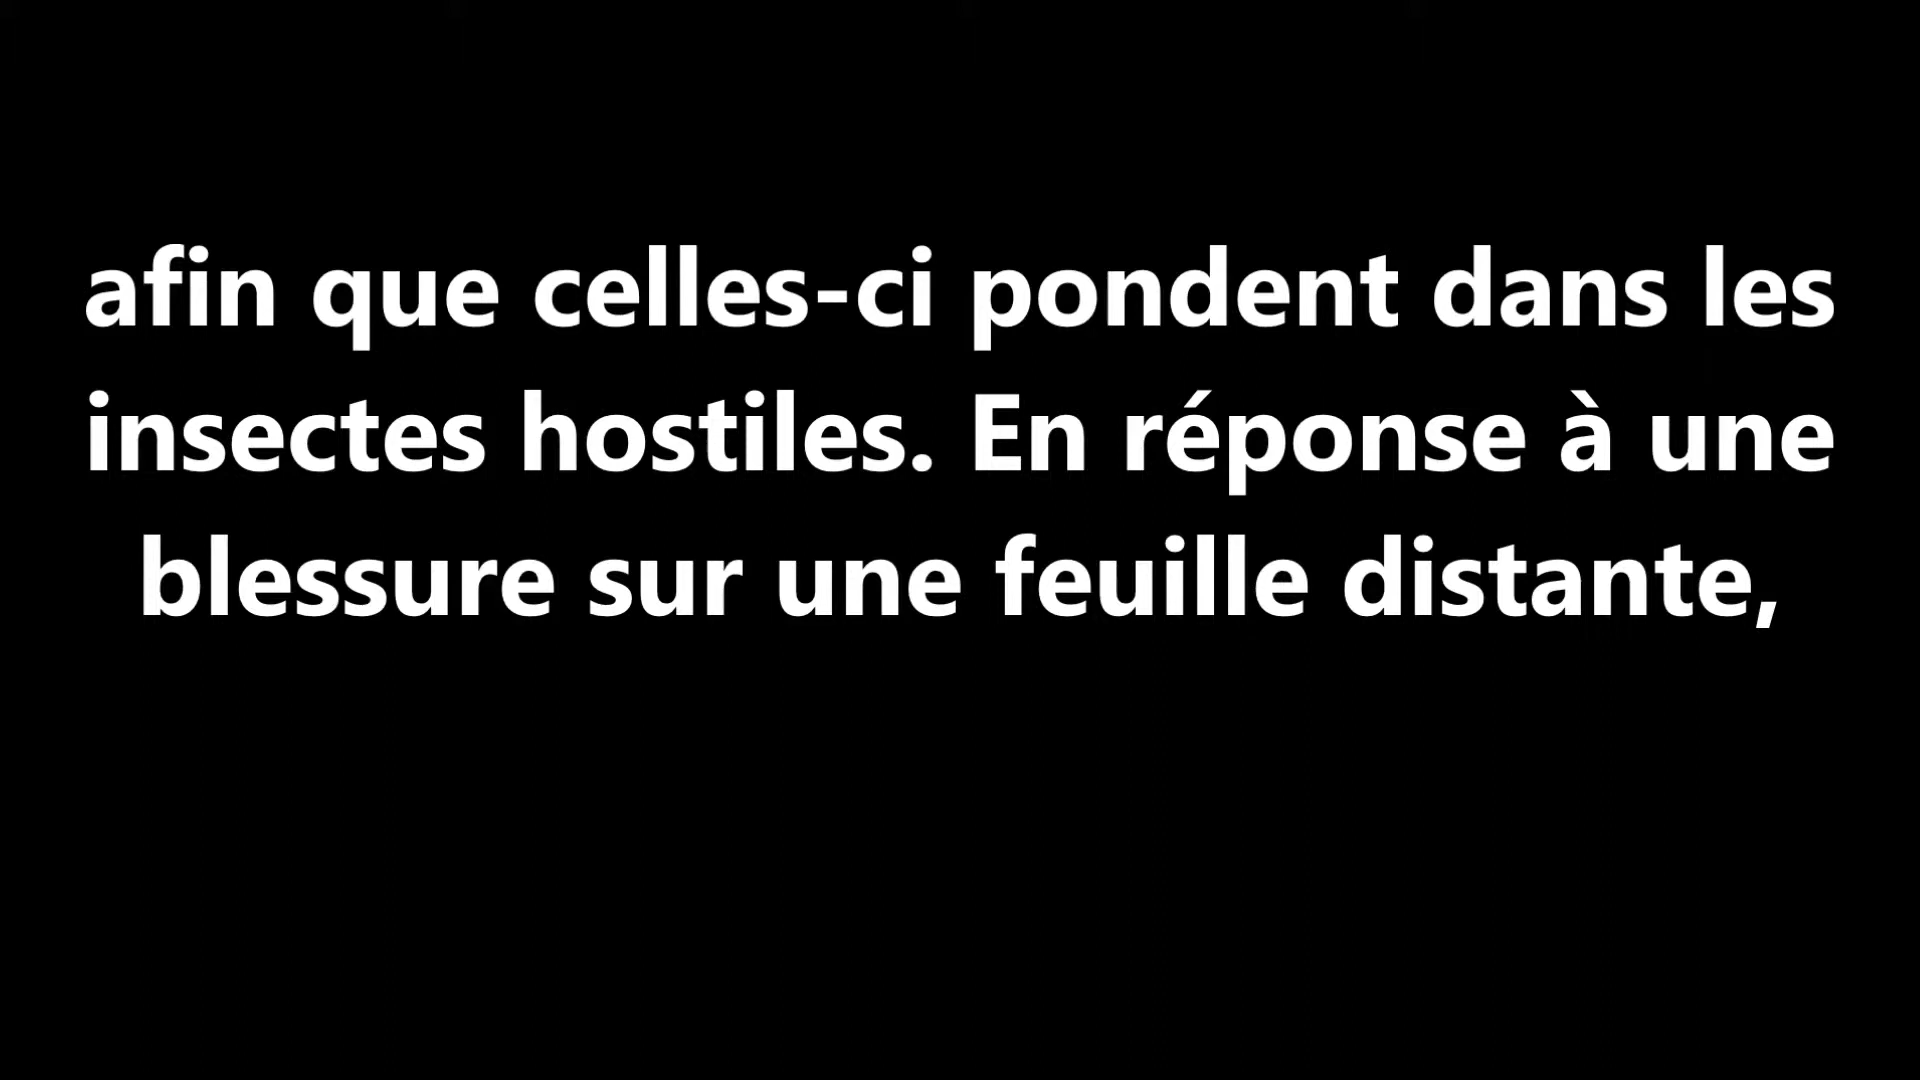 afin que celles-ci pondent dans les
insectes hostiles. En réponse à une
blessure sur une feuille distante,